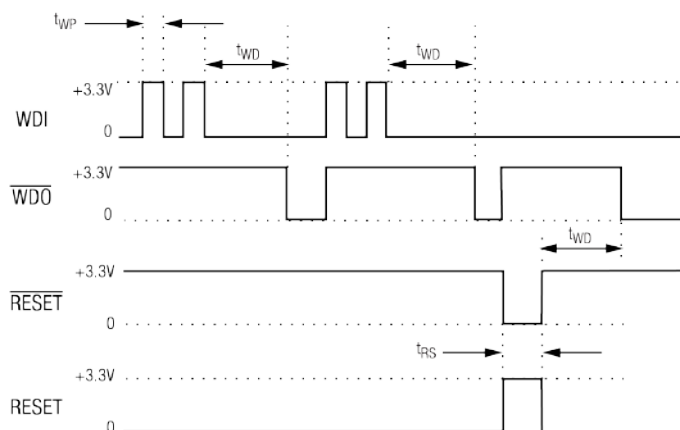 tWP
tWD
tWD
+3.3V
WDI
0
+3.3V
WDO
0
tWD
+3.3V
RESET
0
tRS
+3.3V
RESET
0